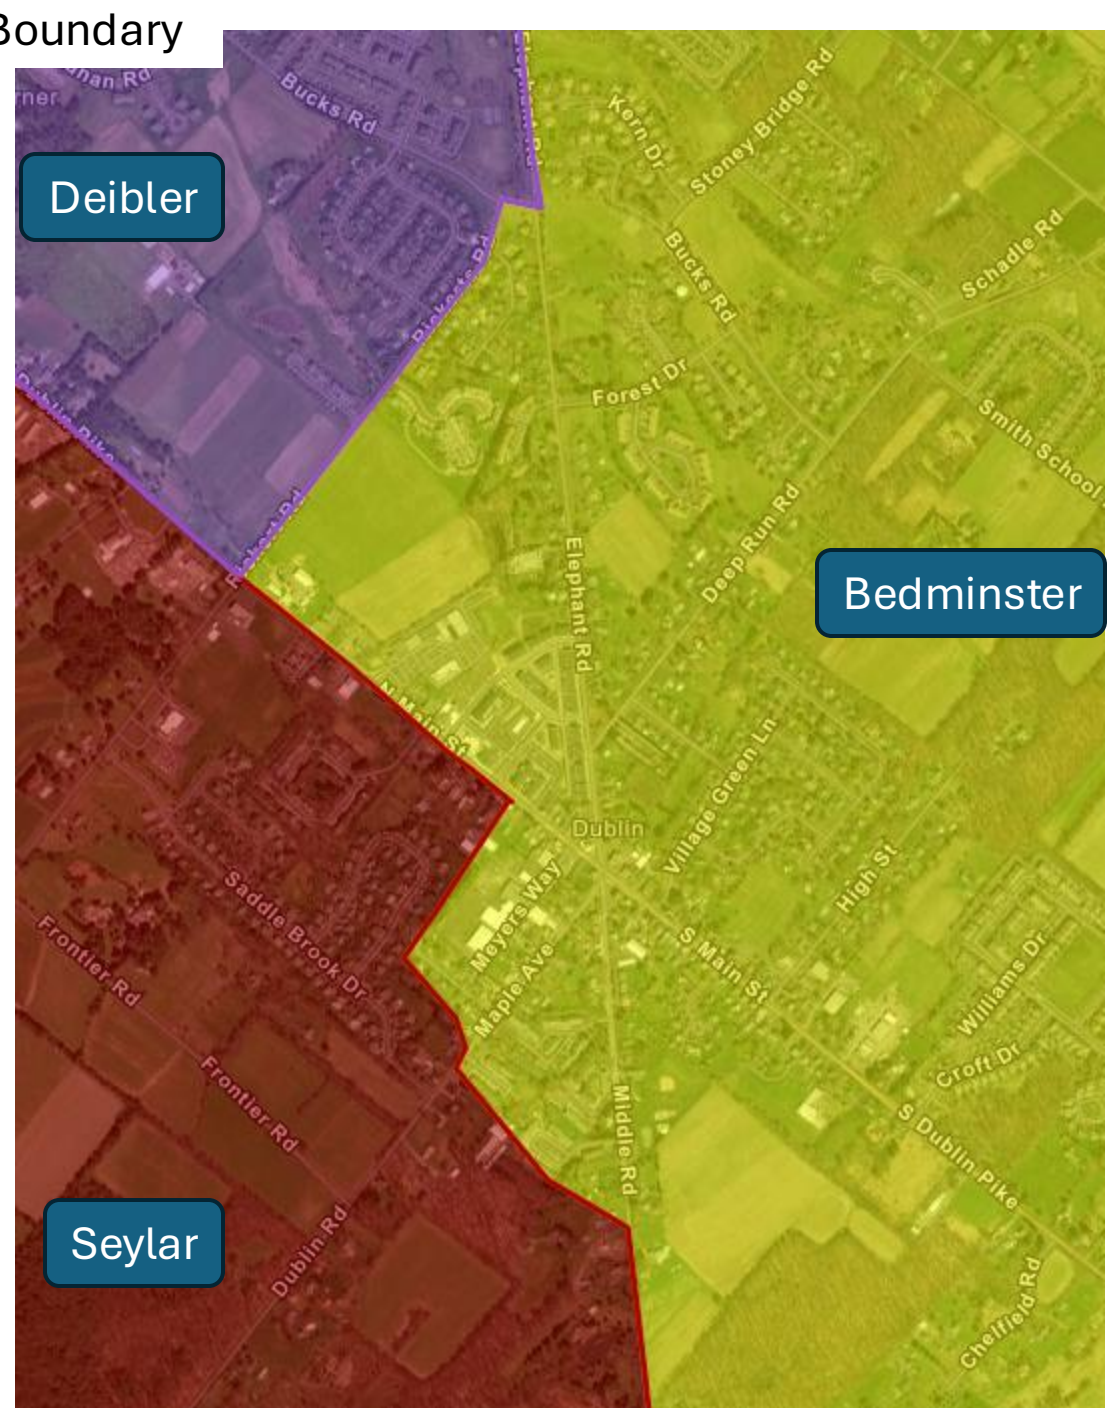 Boundary
Bucks Rd
Kern Dr
Stoney Bridge Rd
Deibler
Bucks Rd
Schadle Rd
Forest Dr
Smith School
Dublin Pike
Deep Run Rd
Elephant Rd
Bedminster
N Main St
Village Green Ln
Dublin
Meyers Way
High St
Saddle Brook Dr
Frontier Rd
Maple Ave
S Main St
Williams Dr
Croft Dr
Frontier Rd
Middle Rd
S Dublin Pike
Seylar
Dublin Rd
Chelfield Rd